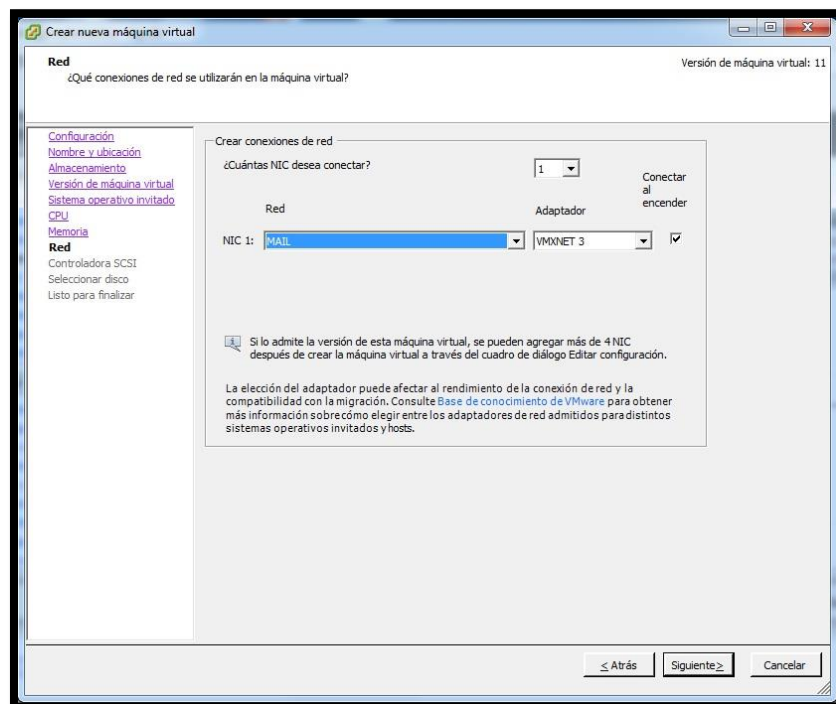 Crear nueva máquina virtual
Red
¿Qué conexiones de red se utilizarán en la máquina virtual?
Versión de máquina virtual: 11
Configuración
Nombre y ubicación
Almacenamiento
Versión de máquina virtual
Sistema operativo invitado
CPU
Memoria
Red
Controladora SCSI
Seleccionar disco
Listo para finalizar
Crear conexiones de red
¿Cuántas NIC desea conectar?
1
Conectar
al
encender
Red
Adaptador
NIC 1:
MAIL
VMXNET 3
Si lo admite la versión de esta máquina virtual, se pueden agregar más de 4 NIC
después de crear la máquina virtual a través del cuadro de diálogo Editar configuración.
La elección del adaptador puede afectar al rendimiento de la conexión de red y la
compatibilidad con la migración. Consulte Base de conocimiento de VMware para obtener
más información sobre cómo elegir entre los adaptadores de red admitidos para distintos
sistemas operativos invitados y hosts.
< Atrás
Siguiente >
Cancelar